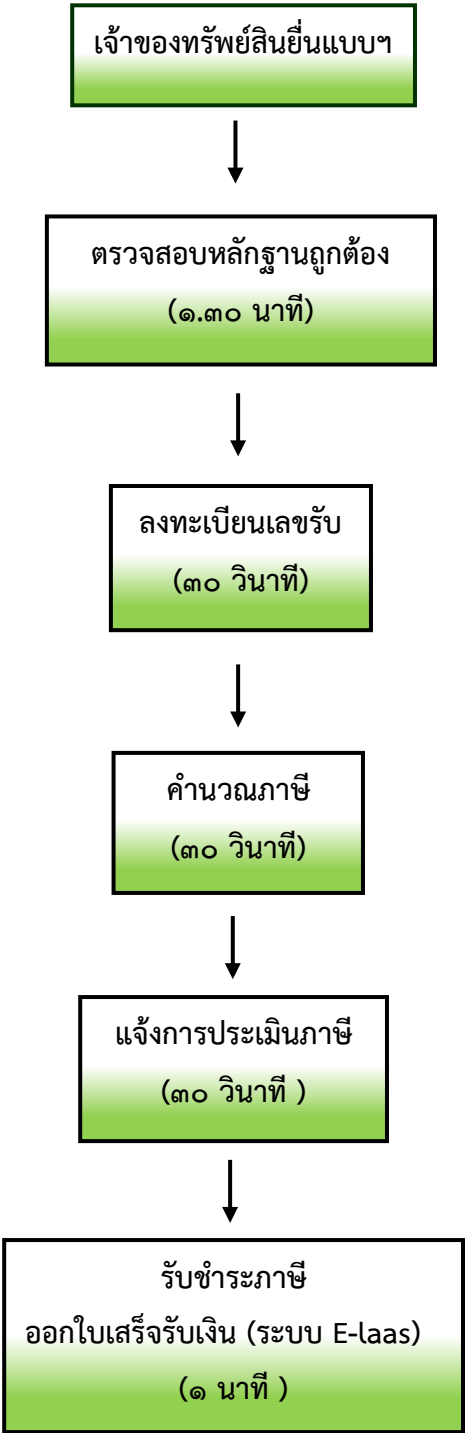 เจ้าของทรัพย์สินยื่นแบบฯ
ตรวจสอบหลักฐานถูกต้อง
(๑.๓๐ นาที)
ลงทะเบียนเลขรับ
(๓๐ วินาที)
คำนวณภาษี
(๓๐ วินาที)
แจ้งการประเมินภาษี
(๓๐ วินาที )
รับชำระภาษี
ออกใบเสร็จรับเงิน (ระบบ E-laas)
(๑ นาที )